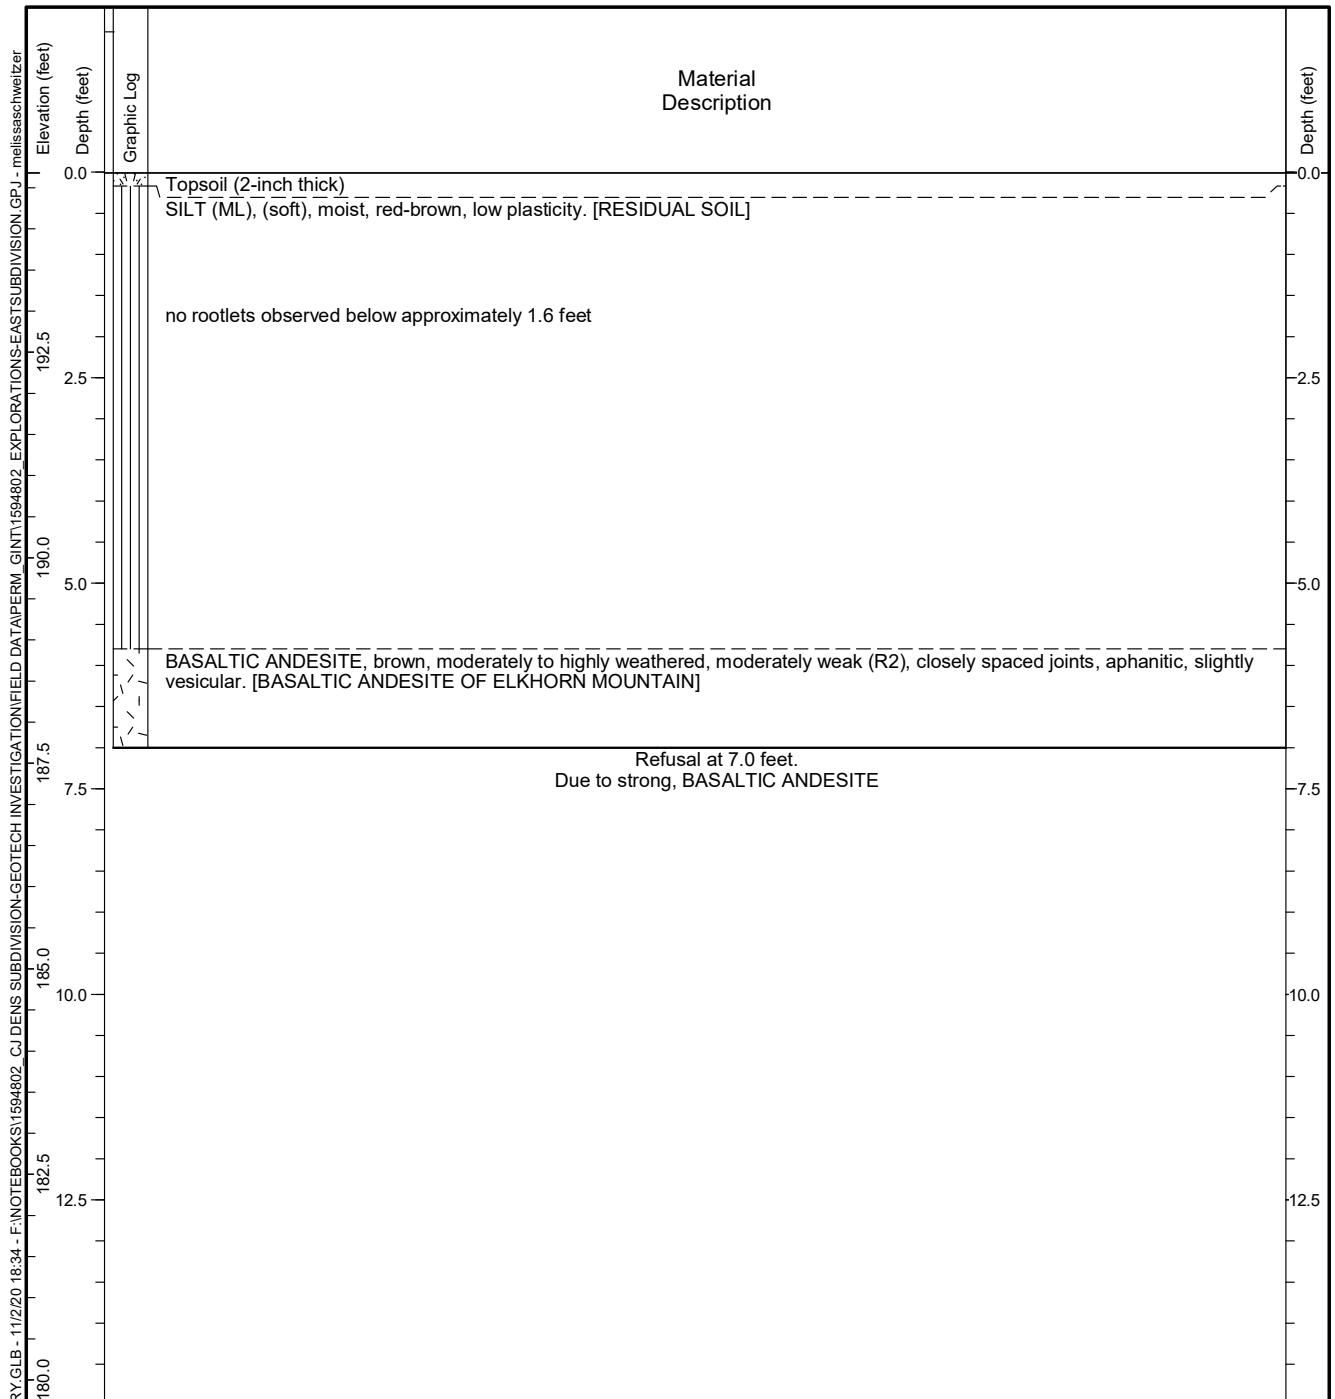 RY.GLB - 11/2/20 18:34 - F:\NOTEBOOKS\1594802_CJ DENS SUBDIVISION-GEOTECH INVESTIGATION\FIELD DATA\PERM_GINT\1594802_EXPLORATIONS-EASTSUBDIVISION.GPJ - melissaschweitzer
Elevation (feet)
Depth (feet)
Graphic Log
Material
Description
Depth (feet)
0.0
Topsoil (2-inch thick)
0.0
SILT (ML), (soft), moist, red-brown, low plasticity. [RESIDUAL SOIL]
no rootlets observed below approximately 1.6 feet
192.5
2.5
2.5
190.0
5.0
5.0
BASALTIC ANDESITE, brown, moderately to highly weathered, moderately weak (R2), closely spaced joints, aphanitic, slightly
vesicular. [BASALTIC ANDESITE OF ELKHORN MOUNTAIN]
187.5
Refusal at 7.0 feet.
Due to strong, BASALTIC ANDESITE
7.5
7.5
185.0
10.0
10.0
182.5
12.5
12.5
180.0